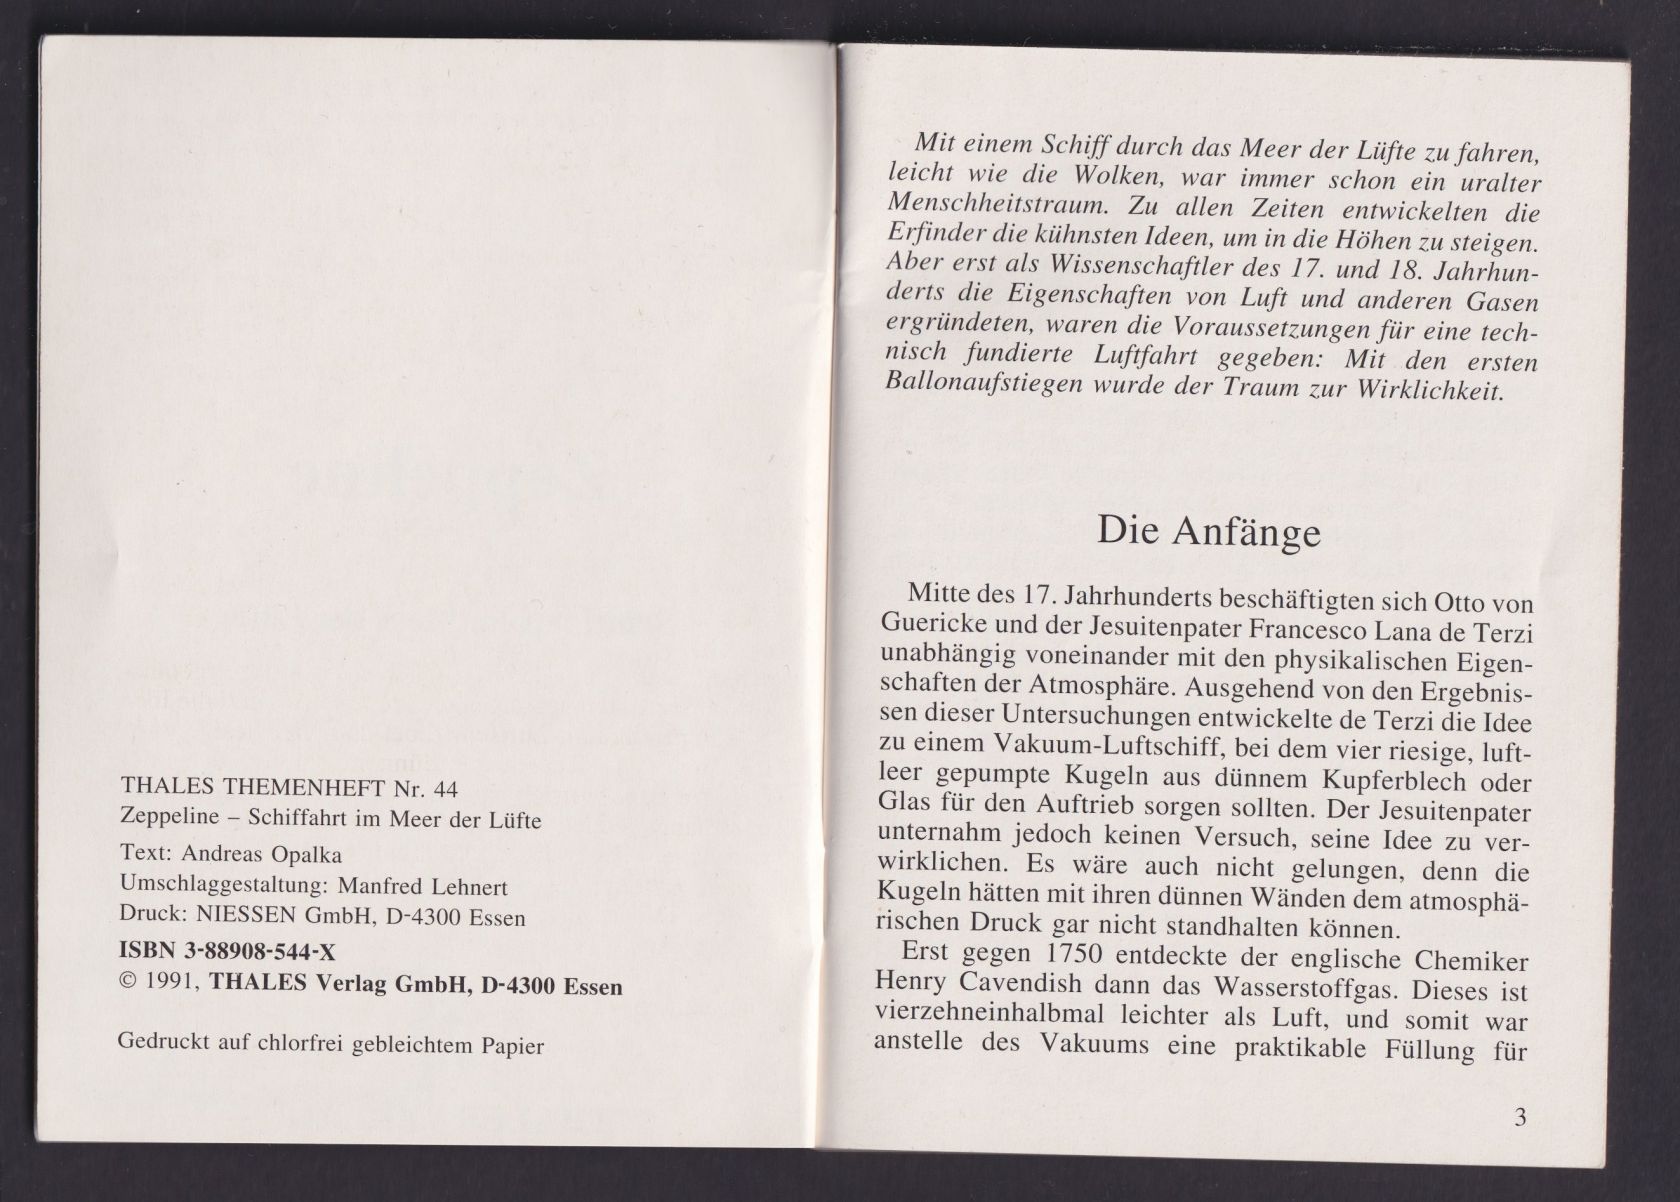 THALES THEMENHEFT Nr. 44
Zeppeline – Schiffahrt im Meer der Lüfte
Text: Andreas Opalka
Umschlaggestaltung: Manfred Lehnert
Druck: NIESSEN GmbH, D-4300 Essen
ISBN 3-88908-544-X
© 1991, THALES Verlag GmbH, D-4300 Essen
Gedruckt auf chlorfrei gebleichtem Papier
Mit einem Schiff durch das Meer der Lüfte zu fahren,
leicht wie die Wolken, war immer schon ein uralter
Menschheitstraum. Zu allen Zeiten entwickelten die
Erfinder die kühnsten Ideen, um in die Höhen zu steigen.
Aber erst als Wissenschaftler des 17. und 18. Jahrhun-
derts die Eigenschaften von Luft und anderen Gasen
ergründeten, waren die Voraussetzungen für eine tech-
nisch fundierte Luftfahrt gegeben: Mit den ersten
Ballonaufstiegen wurde der Traum zur Wirklichkeit.
Die Anfänge
Mitte des 17. Jahrhunderts beschäftigten sich Otto von
Guericke und der Jesuitenpater Francesco Lana de Terzi
unabhängig voneinander mit den physikalischen Eigen-
schaften der Atmosphäre. Ausgehend von den Ergebnis-
sen dieser Untersuchungen entwickelte de Terzi die Idee
zu einem Vakuum-Luftschiff, bei dem vier riesige, luft-
leer gepumpte Kugeln aus dünnem Kupferblech oder
Glas für den Auftrieb sorgen sollten. Der Jesuitenpater
unternahm jedoch keinen Versuch, seine Idee zu ver-
wirklichen. Es wäre auch nicht gelungen, denn die
Kugeln hätten mit ihren dünnen Wänden dem atmosphä-
rischen Druck gar nicht standhalten können.
Erst gegen 1750 entdeckte der englische Chemiker
Henry Cavendish dann das Wasserstoffgas. Dieses ist
vierzehneinhalbmal leichter als Luft, und somit war
anstelle des Vakuums eine praktikable Füllung für
3